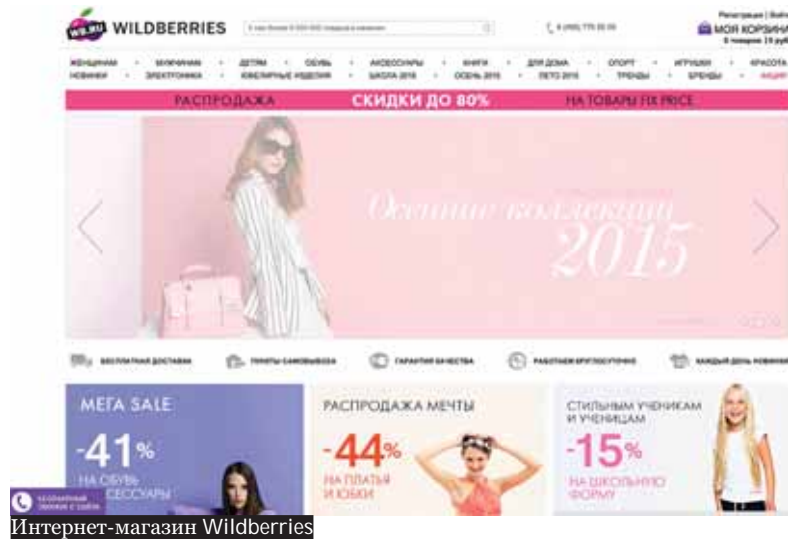 WB.RU WILDBERRIES
Регистрация | Войти
МОЯ КОРЗИНА
ЖЕНЩИНАМ МУЖЧИНАМ ДЕТЯМ ОБУВЬ АКСЕССУАРЫ КНИГИ ДЛЯ ДОМА СПОРТ ИГРУШКИ КРАСОТА
НОВИНКИ ЭЛЕКТРОНИКА ЮВЕЛИРНЫЕ ИЗДЕЛИЯ ШКОЛА 2015 ОСЕНЬ 2015 ЛЕТО 2015 ТРЕНДЫ БРЕНДЫ АКЦИИ
РАСПРОДАЖА СКИДКИ ДО 80% НА ТОВАРЫ FIX PRICE
Осенние коллекции
2015
БЕСПЛАТНАЯ ДОСТАВКА ПУНКТЫ САМОВЫВОЗА ГАРАНТИЯ КАЧЕСТВА РАБОТАЕМ КРУГЛОСУТОЧНО КАЖДЫЙ ДЕНЬ НОВИНКИ
МЕГА SALE
-41%
НА ОБУВЬ
РАСПРОДАЖА МЕЧТЫ
-44%
НА ПЛАТЬЯ
И ЮБКИ
СТИЛЬНЫМ УЧЕНИКАМ
И УЧЕНИЦАМ
-15%
НА ШКОЛЬНУЮ
ФОРМУ
Интернет-магазин Wildberries